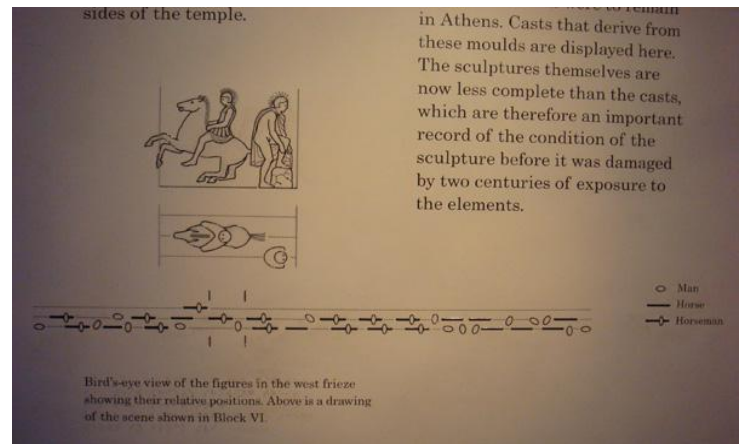 sides of the temple.
to remain
in Athens. Casts that derive from
these moulds are displayed here.
The sculptures themselves are
now less complete than the casts,
which are therefore an important
record of the condition of the
sculpture before it was damaged
by two centuries of exposure to
the elements.
Man
Horse
Horseman
Bird's-eye view of the figures in the west frieze
showing their relative positions. Above is a drawing
of the scene shown in Block VI.